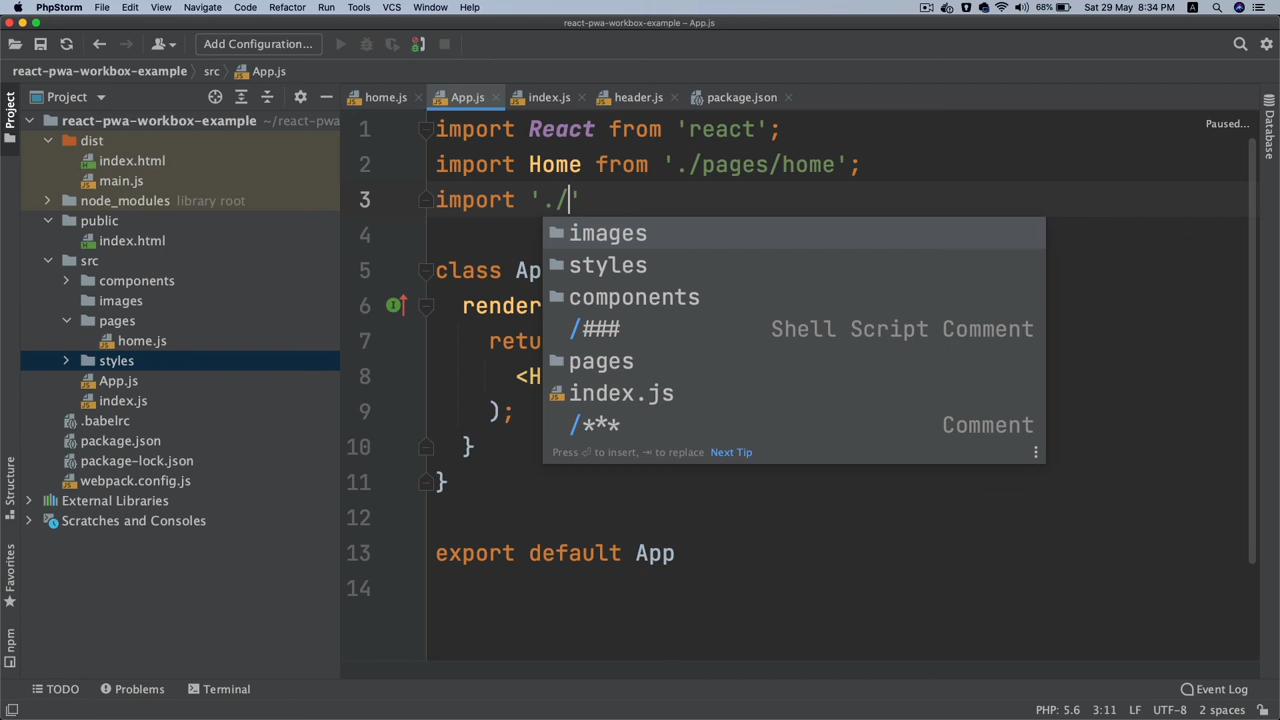 PhpStorm File Edit View Navigate Code Refactor Run Tools VCS Window Help 68% Sat 29 May 8:34 PM
react-pwa-workbox-example – App.js
Add Configuration...
react-pwa-workbox-example src App.js
Project
home.js App.js index.js header.js package.json
Project
Structure
Favorites
npm
Database
react-pwa-workbox-example ~/react-pwa
dist
index.html
main.js
node_modules library root
public
index.html
src
components
images
pages
home.js
styles
App.js
index.js
.babelrc
package.json
package-lock.json
webpack.config.js
External Libraries
Scratches and Consoles
Paused...
1 import React from 'react';
2 import Home from './pages/home';
3 import './'
4
5 class Ap
6 render
7 retu
8 <H
9 );
10 }
11 }
12
13 export default App
14
images
styles
components
/### Shell Script Comment
pages
index.js
/*** Comment
Press ⏎ to insert, ⇥ to replace Next Tip
TODO Problems Terminal Event Log
PHP: 5.6 3:11 LF UTF-8 2 spaces